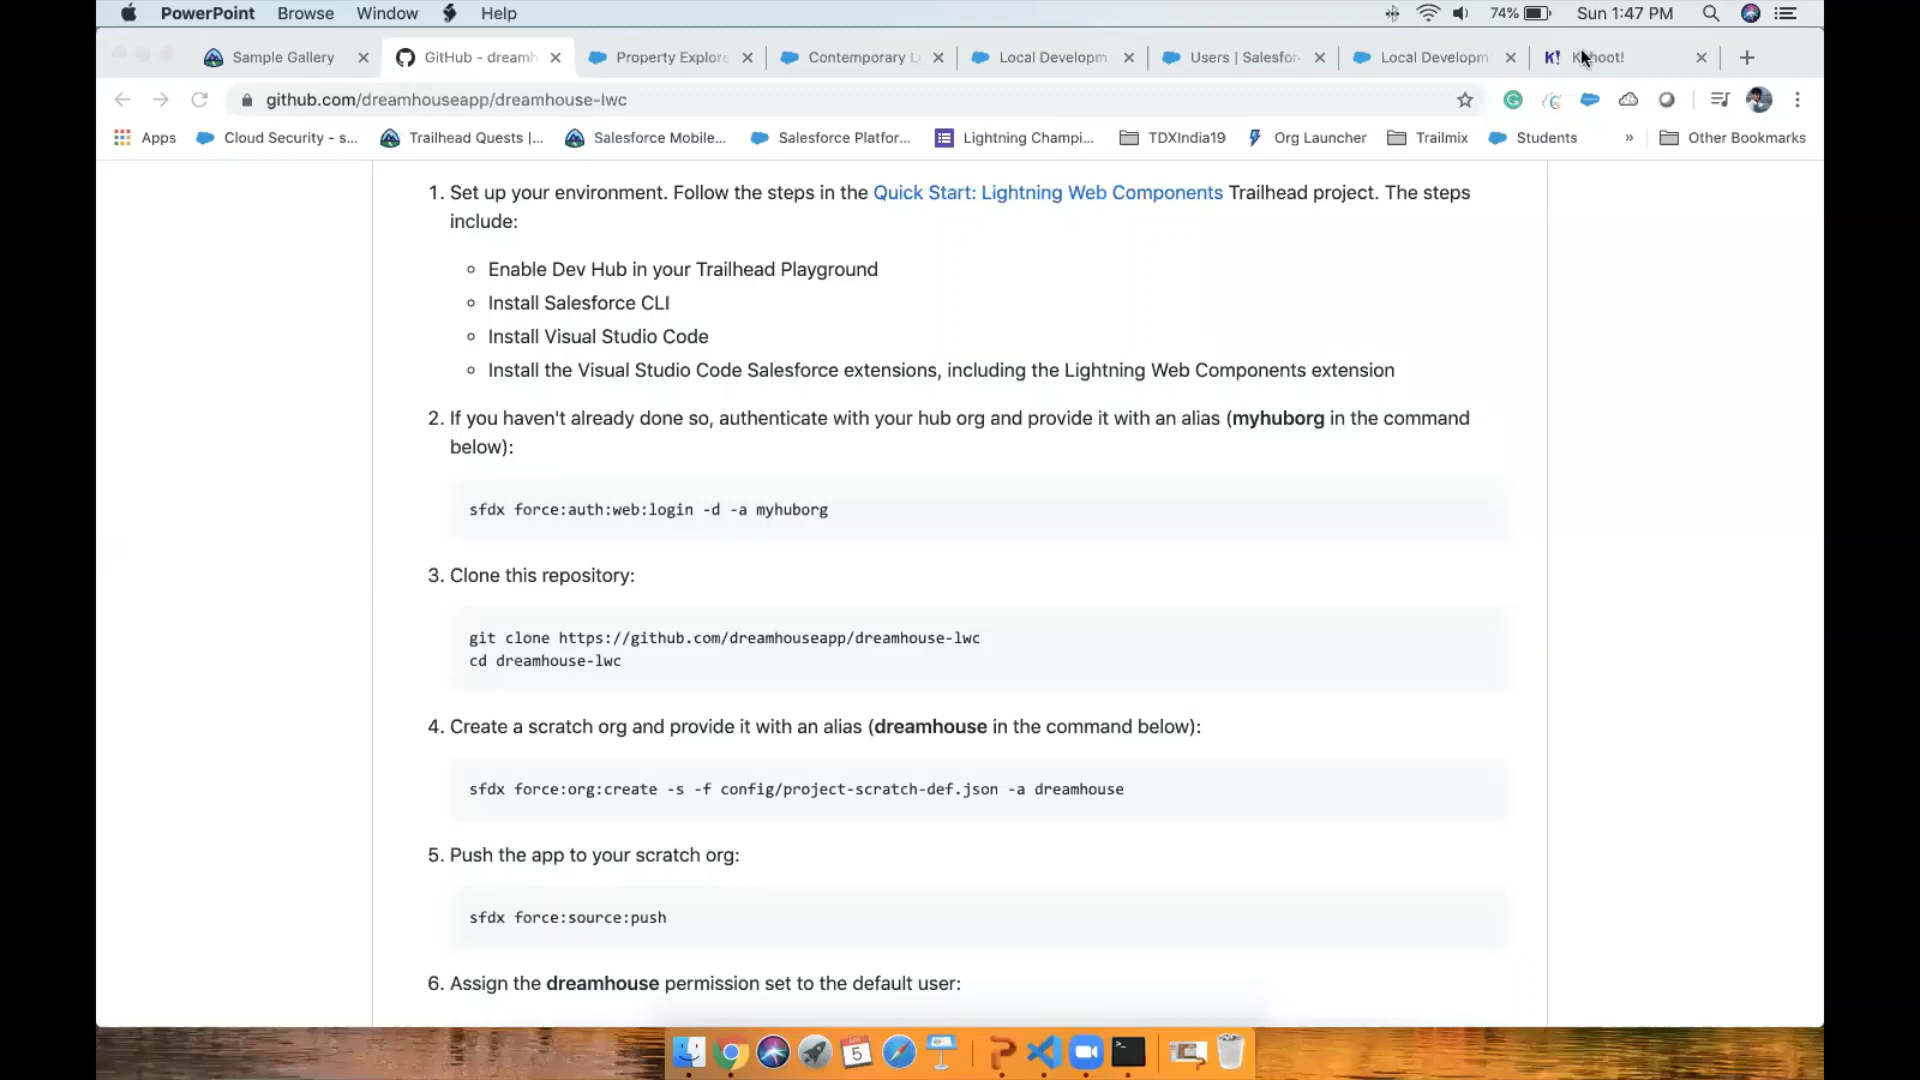 PowerPoint Browse Window Help 74% Sun 1:47 PM
Sample Gallery GitHub - dreamh Property Explore Contemporary L Local Developm Users | Salesfor Local Developm K! hoot!
github.com/dreamhouseapp/dreamhouse-lwc
Apps Cloud Security - s... Trailhead Quests |... Salesforce Mobile... Salesforce Platfor... Lightning Champi... TDXIndia19 Org Launcher Trailmix Students » Other Bookmarks
1. Set up your environment. Follow the steps in the Quick Start: Lightning Web Components Trailhead project. The steps
include:
Enable Dev Hub in your Trailhead Playground
Install Salesforce CLI
Install Visual Studio Code
Install the Visual Studio Code Salesforce extensions, including the Lightning Web Components extension
2. If you haven't already done so, authenticate with your hub org and provide it with an alias (myhuborg in the command
below):
sfdx force:auth:web:login -d -a myhuborg
3. Clone this repository:
git clone https://github.com/dreamhouseapp/dreamhouse-lwc
cd dreamhouse-lwc
4. Create a scratch org and provide it with an alias (dreamhouse in the command below):
sfdx force:org:create -s -f config/project-scratch-def.json -a dreamhouse
5. Push the app to your scratch org:
sfdx force:source:push
6. Assign the dreamhouse permission set to the default user:
5